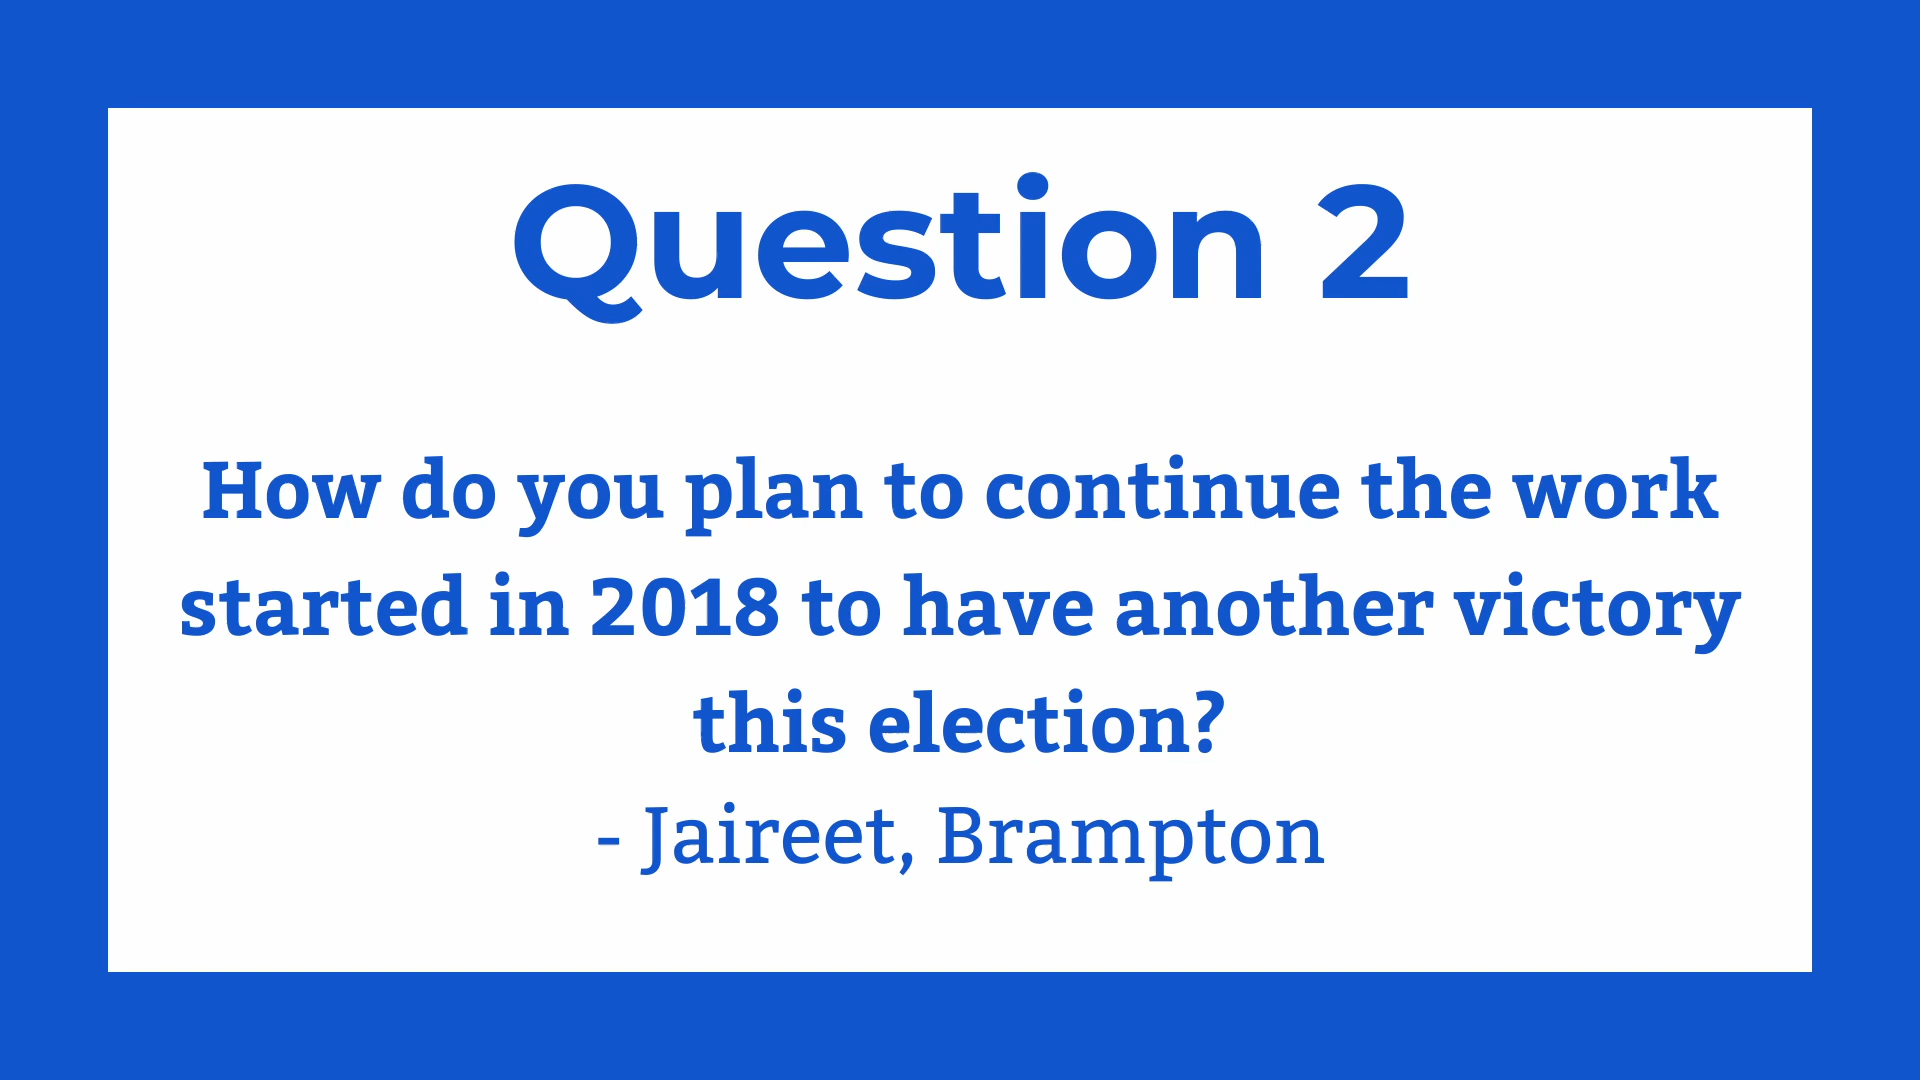 Question 2
How do you plan to continue the work
started in 2018 to have another victory
this election?
- Jaireet, Brampton